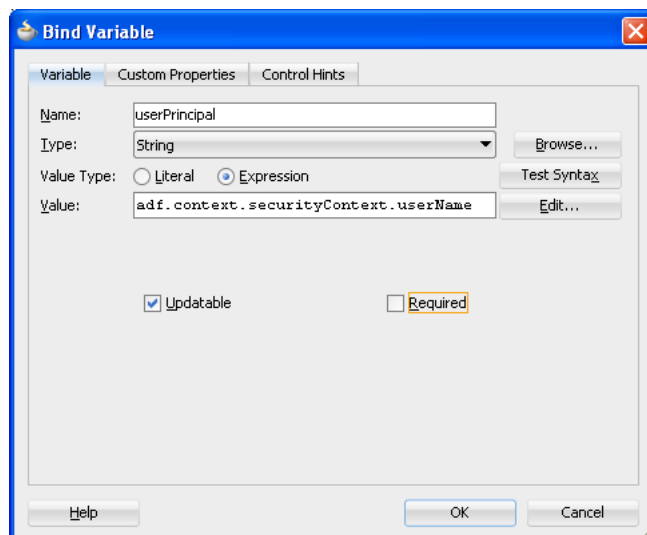 Bind Variable
Variable Custom Properties Control Hints
Name: userPrincipal
Type: String Browse...
Value Type: Literal Expression Test Syntax
Value: adf.context.securityContext.userName Edit...
Updatable Required
Help OK Cancel